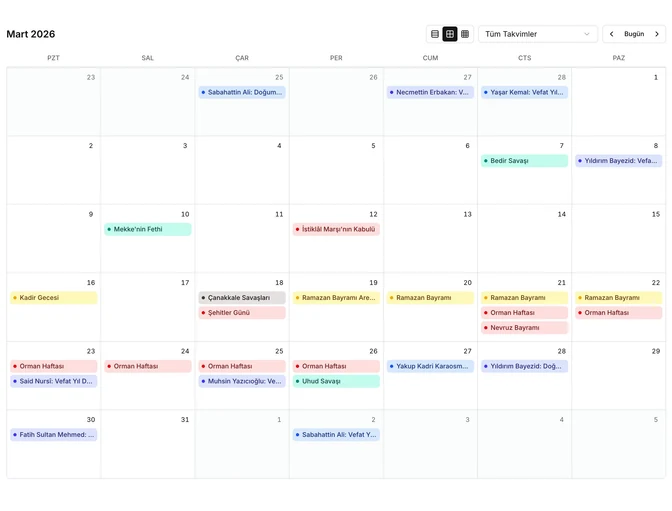 Mart 2026
Tüm Takvimler
Bugün
PZT SAL ÇAR PER CUM CTS PAZ
23 24 25 26 27 28 1
Sabahattin Ali: Doğum...
Necmettin Erbakan: V...
Yaşar Kemal: Vefat Yıl...
2 3 4 5 6 7 8
Bedir Savaşı
Yıldırım Bayezid: Vefa...
9 10 11 12 13 14 15
Mekke'nin Fethi
İstiklâl Marşı'nın Kabulü
16 17 18 19 20 21 22
Kadir Gecesi
Çanakkale Savaşları
Ramazan Bayramı Are...
Ramazan Bayramı
Ramazan Bayramı
Ramazan Bayramı
Şehitler Günü
Orman Haftası
Orman Haftası
Nevruz Bayramı
23 24 25 26 27 28 29
Orman Haftası
Orman Haftası
Orman Haftası
Orman Haftası
Yakup Kadri Karaosm...
Yıldırım Bayezid: Doğ...
Said Nursî: Vefat Yıl D...
Muhsin Yazıcıoğlu: Ve...
Uhud Savaşı
30 31 1 2 3 4 5
Fatih Sultan Mehmed: ...
Sabahattin Ali: Vefat Y...